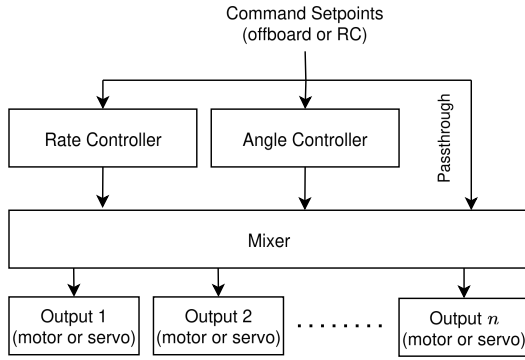 Command Setpoints
(offboard or RC)
Rate Controller
Angle Controller
Passthrough
Mixer
Output 1
(motor or servo)
Output 2
(motor or servo)
Output n
(motor or servo)